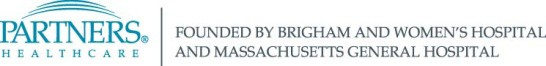 PARTNERS®
HEALTHCARE
FOUNDED BY BRIGHAM AND WOMEN'S HOSPITAL
AND MASSACHUSETTS GENERAL HOSPITAL